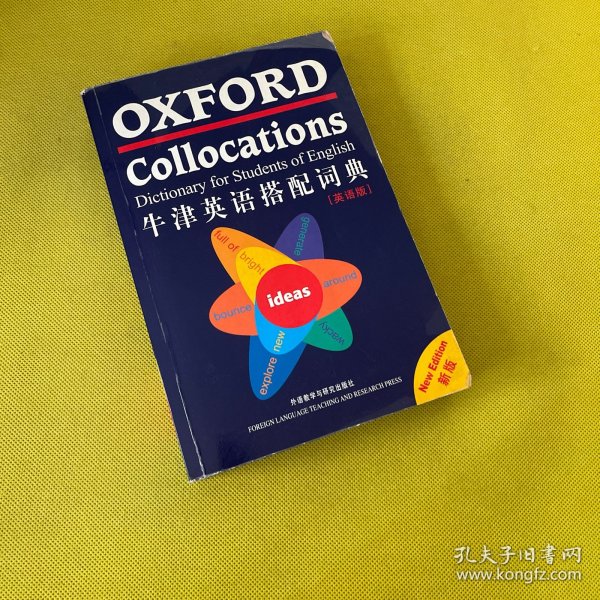 OXFORD
Collocations
Dictionary for Students of English
牛津英语搭配词典
[英语版]
full of
bright
generate
ideas
bounce
around
explore
new
wacky
New Edition
新版
外语教学与研究出版社
FOREIGN LANGUAGE TEACHING AND RESEARCH PRESS
孔夫子旧书网
www.kongfz.com